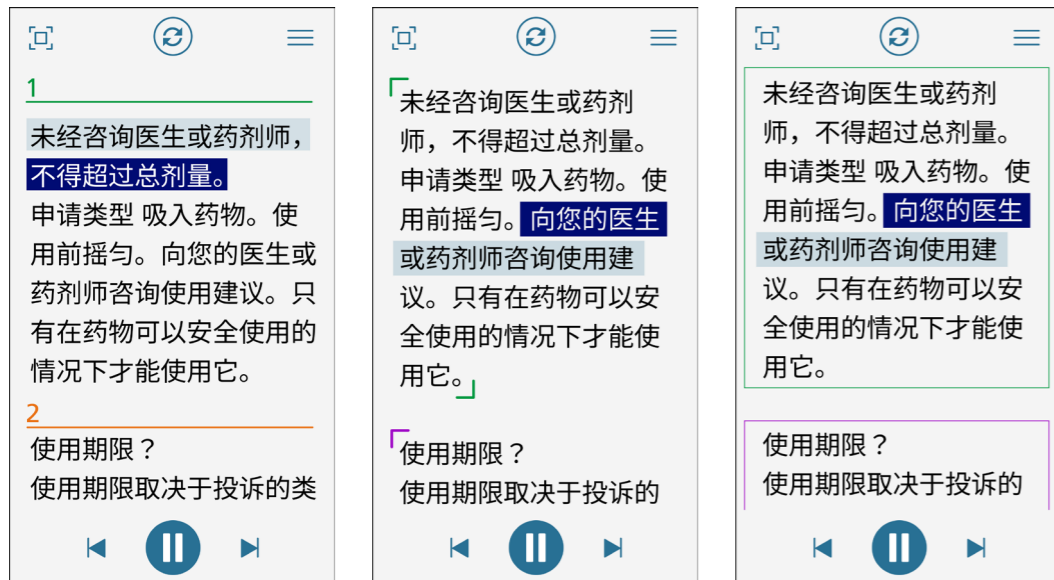 1
未经咨询医生或药剂师，
不得超过总剂量。
申请类型 吸入药物。使
用前摇匀。向您的医生或
药剂师咨询使用建议。只
有在药物可以安全使用的
情况下才能使用它。
2
使用期限？
使用期限取决于投诉的类
未经咨询医生或药剂
师，不得超过总剂量。
申请类型 吸入药物。使
用前摇匀。向您的医生
或药剂师咨询使用建
议。只有在药物可以安
全使用的情况下才能使
用它。
使用期限？
使用期限取决于投诉的
未经咨询医生或药剂
师，不得超过总剂量。
申请类型 吸入药物。使
用前摇匀。向您的医生
或药剂师咨询使用建
议。只有在药物可以安
全使用的情况下才能使
用它。
使用期限？
使用期限取决于投诉的